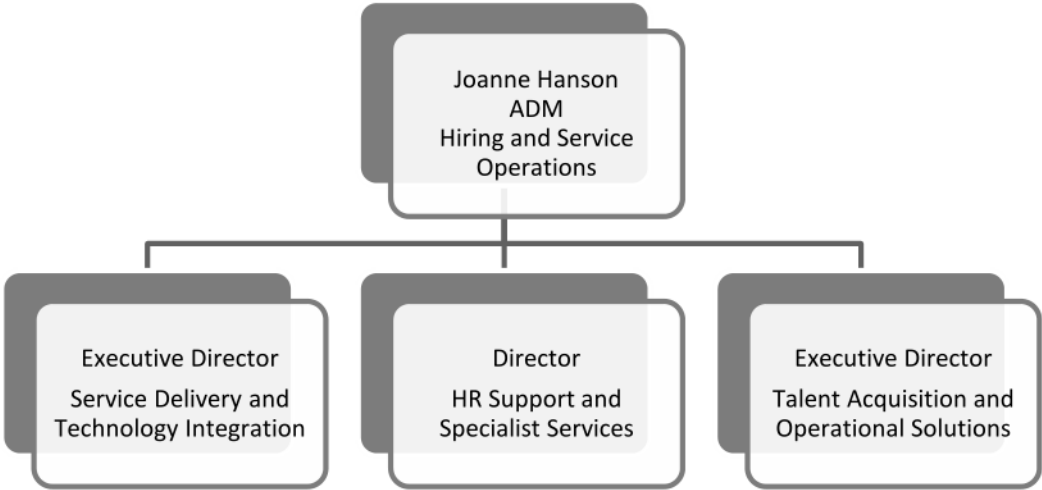 Joanne Hanson
ADM
Hiring and Service
Operations
Executive Director
Service Delivery and
Technology Integration
Director
HR Support and
Specialist Services
Executive Director
Talent Acquisition and
Operational Solutions